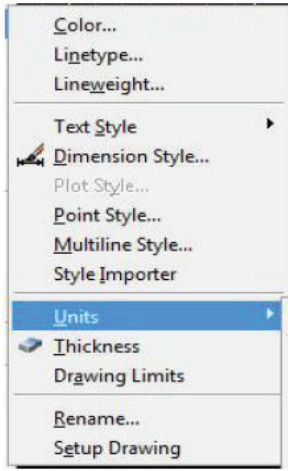 Color...
Linetype...
Lineweight...
Text Style
Dimension Style...
Plot Style...
Point Style...
Multiline Style...
Style Importer
Units
Thickness
Drawing Limits
Rename...
Setup Drawing